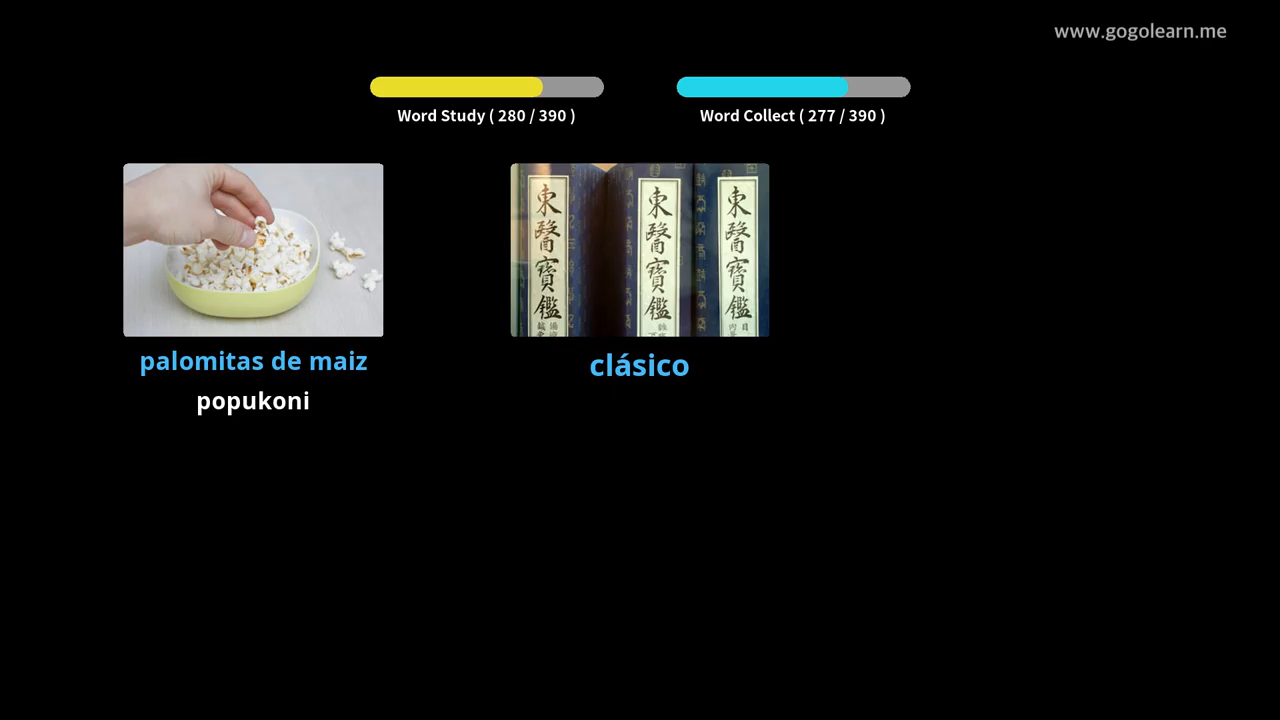 www.gogolearn.me
Word Study ( 280 / 390 )
Word Collect ( 277 / 390 )
東醫寶鑑
東醫寶鑑
東醫寶鑑
palomitas de maiz
popukoni
clásico